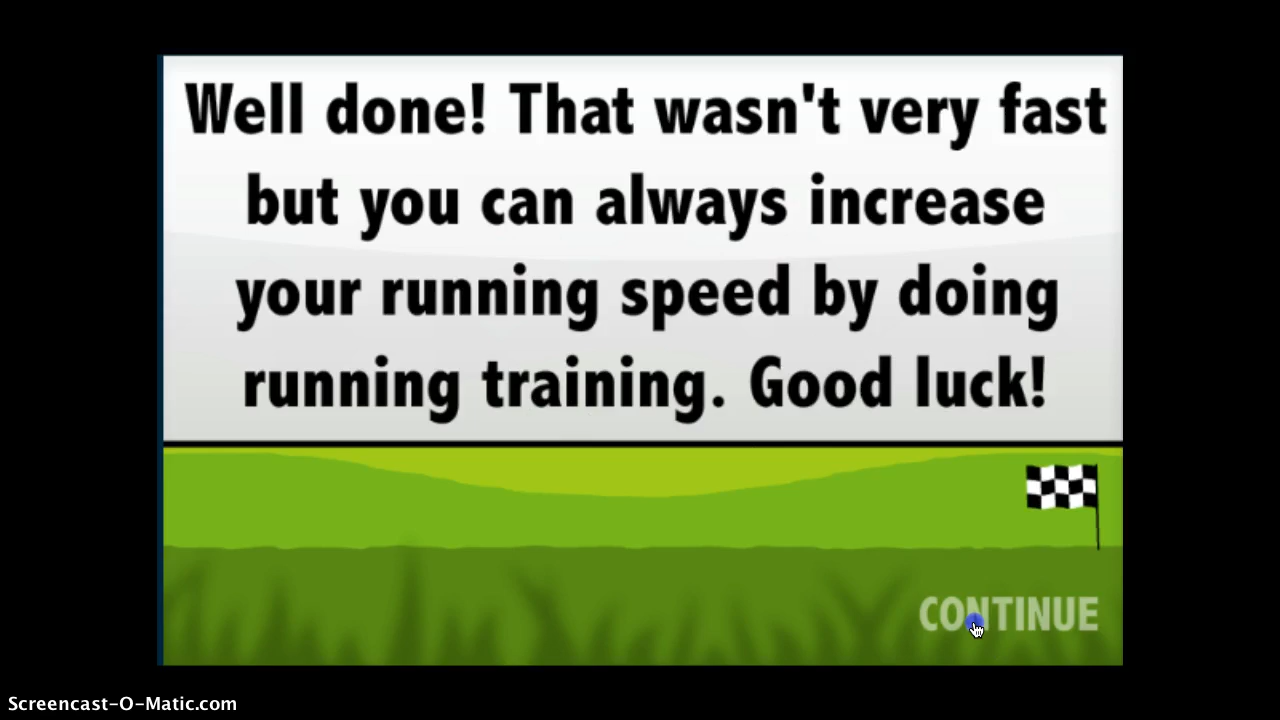 Well done! That wasn't very fast
but you can always increase
your running speed by doing
running training. Good luck!
CONTINUE
Screencast-O-Matic.com